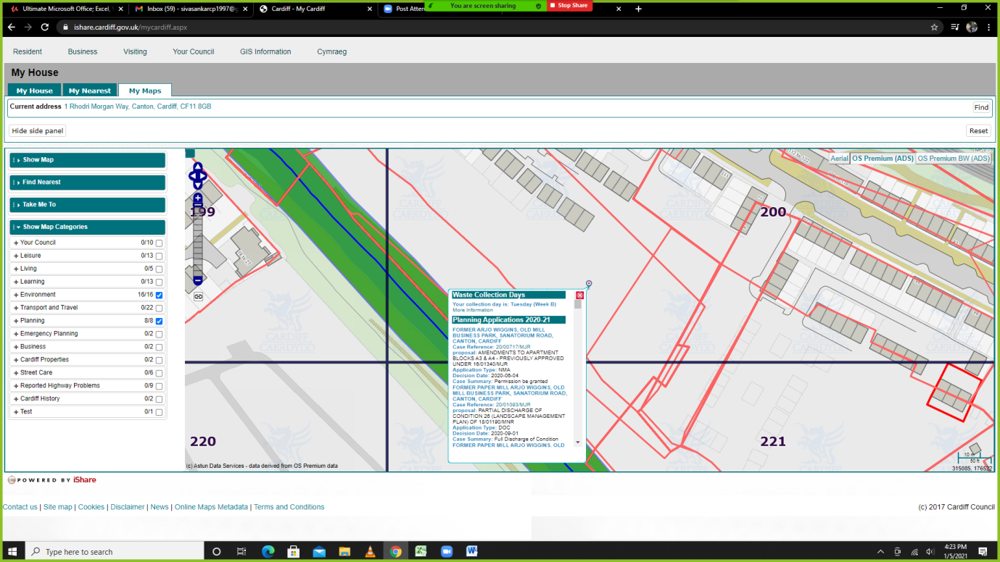 Ultimate Microsoft Office; Excel,
Inbox (59) - sivasankarcp1997@g
Cardiff - My Cardiff
Post Atten
You are screen sharing
Stop Share
ishare.cardiff.gov.uk/mycardiff.aspx
Resident Business Visiting Your Council GIS Information Cymraeg
My House
My House My Nearest My Maps
Current address 1 Rhodri Morgan Way, Canton, Cardiff, CF11 8GB
Find
Hide side panel
Reset
Show Map
Find Nearest
Take Me To
Show Map Categories
Your Council 0/10
Leisure 0/13
Living 0/5
Learning 0/13
Environment 16/16
Transport and Travel 0/22
Planning 8/8
Emergency Planning 0/2
Business 0/2
Cardiff Properties 0/2
Street Care 0/6
Reported Highway Problems 0/9
Cardiff History 0/2
Test 0/1
Aerial OS Premium (ADS) OS Premium BW (ADS)
199
200
220
221
19 to 27
CARDIFF
CAERDYDD
Waste Collection Days
Your collection day is: Tuesday (Week B)
More Information
Planning Applications 2020-21
FORMER ARJO WIGGINS, OLD MILL
BUSINESS PARK, SANATORIUM ROAD,
CANTON, CARDIFF
Case Reference: 20/00717/MJR
proposal: AMENDMENTS TO APARTMENT
BLOCKS A3 & A4 - PREVIOUSLY APPROVED
UNDER 16/01340/MJR
Application Type: NMA
Decision Date: 2020-06-04
Case Summary: Permission be granted
FORMER PAPER MILL ARJO WIGGINS, OLD
MILL BUSINESS PARK, SANATORIUM ROAD,
CANTON, CARDIFF
Case Reference: 20/01093/MJR
proposal: PARTIAL DISCHARGE OF
CONDITION 26 (LANDSCAPE MANAGEMENT
PLAN) OF 18/01190/MNR
Application Type: DOC
Decision Date: 2020-09-01
Case Summary: Full Discharge of Condition
FORMER PAPER MILL ARJO WIGGINS, OLD
10 m
50 ft
315085, 176522
(c) Astun Data Services - data derived from OS Premium data
POWERED BY iShare
Contact us | Site map | Cookies | Disclaimer | News | Online Maps Metadata | Terms and Conditions
(c) 2017 Cardiff Council
Type here to search
4:23 PM
1/5/2021